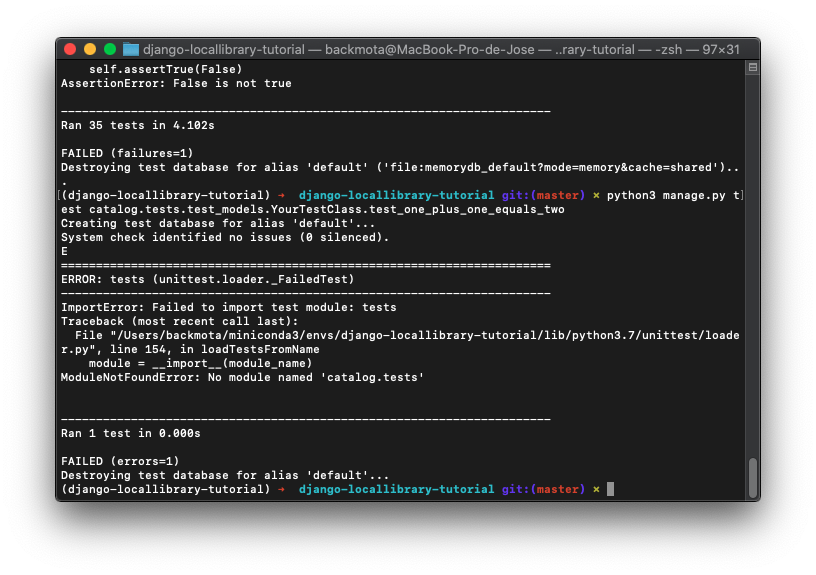 django-locallibrary-tutorial — backmota@MacBook-Pro-de-Jose — ..rary-tutorial — -zsh — 97×31
self.assertTrue(False)
AssertionError: False is not true
----------------------------------------------------------------------
Ran 35 tests in 4.102s
FAILED (failures=1)
Destroying test database for alias 'default' ('file:memorydb_default?mode=memory&cache=shared')..
.
[(django-locallibrary-tutorial) → django-locallibrary-tutorial git:(master) × python3 manage.py t]
est catalog.tests.test_models.YourTestClass.test_one_plus_one_equals_two
Creating test database for alias 'default'...
System check identified no issues (0 silenced).
E
======================================================================
ERROR: tests (unittest.loader._FailedTest)
----------------------------------------------------------------------
ImportError: Failed to import test module: tests
Traceback (most recent call last):
File "/Users/backmota/miniconda3/envs/django-locallibrary-tutorial/lib/python3.7/unittest/loade
r.py", line 154, in loadTestsFromName
module = __import__(module_name)
ModuleNotFoundError: No module named 'catalog.tests'
----------------------------------------------------------------------
Ran 1 test in 0.000s
FAILED (errors=1)
Destroying test database for alias 'default'...
(django-locallibrary-tutorial) → django-locallibrary-tutorial git:(master) ×